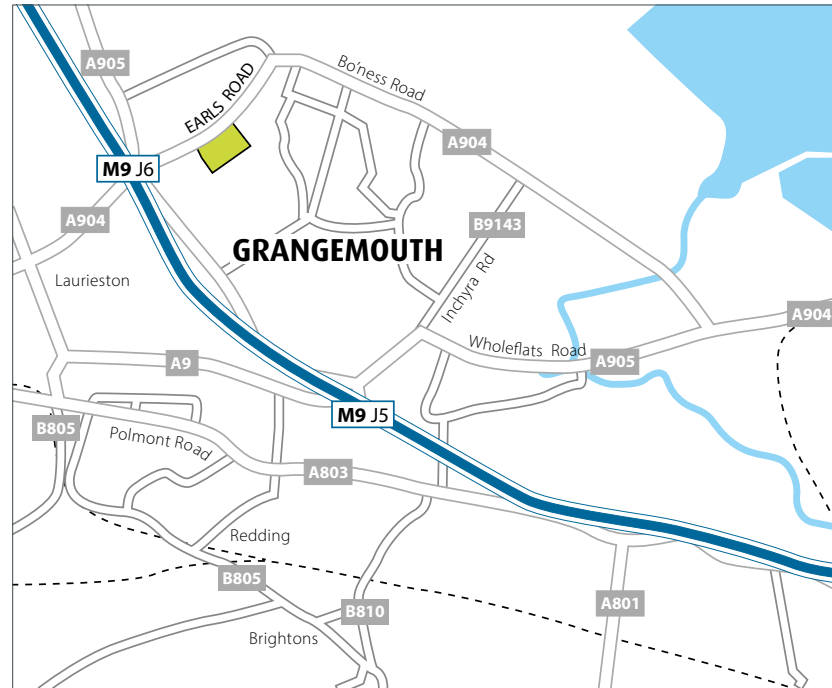 A905
EARLS ROAD
Bo'ness Road
A904
M9 J6
A904
B9143
GRANGEMOUTH
Laurieston
Inchyra Rd
A904
Wholeflats Road
A905
A9
M9 J5
B805
Polmont Road
A803
Redding
B805
A801
B810
Brightons